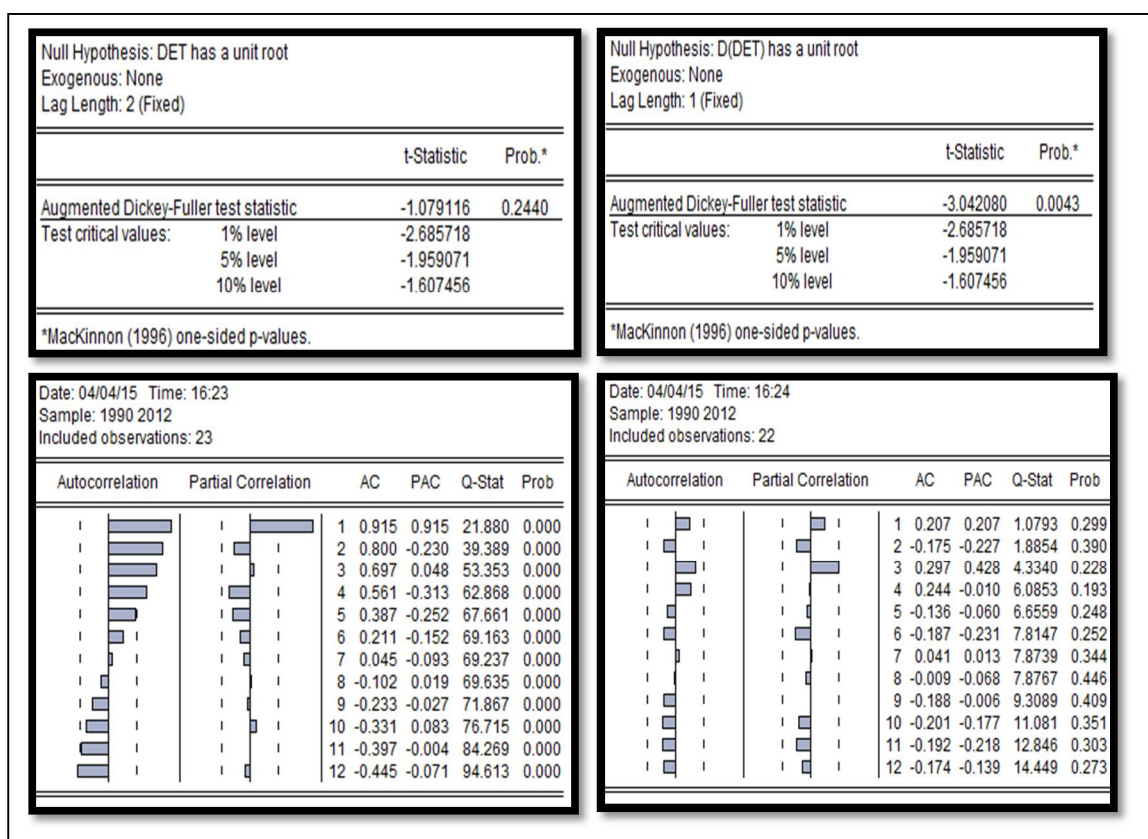 Null Hypothesis: DET has a unit root
Exogenous: None
Lag Length: 2 (Fixed)
t-Statistic Prob.*
Augmented Dickey-Fuller test statistic -1.079116 0.2440
Test critical values: 1% level -2.685718
5% level -1.959071
10% level -1.607456
*MacKinnon (1996) one-sided p-values.
Null Hypothesis: D(DET) has a unit root
Exogenous: None
Lag Length: 1 (Fixed)
t-Statistic Prob.*
Augmented Dickey-Fuller test statistic -3.042080 0.0043
Test critical values: 1% level -2.685718
5% level -1.959071
10% level -1.607456
*MacKinnon (1996) one-sided p-values.
Date: 04/04/15 Time: 16:23
Sample: 1990 2012
Included observations: 23
Autocorrelation Partial Correlation AC PAC Q-Stat Prob
1 0.915 0.915 21.880 0.000
2 0.800 -0.230 39.389 0.000
3 0.697 0.048 53.353 0.000
4 0.561 -0.313 62.868 0.000
5 0.387 -0.252 67.661 0.000
6 0.211 -0.152 69.163 0.000
7 0.045 -0.093 69.237 0.000
8 -0.102 0.019 69.635 0.000
9 -0.233 -0.027 71.867 0.000
10 -0.331 0.083 76.715 0.000
11 -0.397 -0.004 84.269 0.000
12 -0.445 -0.071 94.613 0.000
Date: 04/04/15 Time: 16:24
Sample: 1990 2012
Included observations: 22
Autocorrelation Partial Correlation AC PAC Q-Stat Prob
1 0.207 0.207 1.0793 0.299
2 -0.175 -0.227 1.8854 0.390
3 0.297 0.428 4.3340 0.228
4 0.244 -0.010 6.0853 0.193
5 -0.136 -0.060 6.6559 0.248
6 -0.187 -0.231 7.8147 0.252
7 0.041 0.013 7.8739 0.344
8 -0.009 -0.068 7.8767 0.446
9 -0.188 -0.006 9.3089 0.409
10 -0.201 -0.177 11.081 0.351
11 -0.192 -0.218 12.846 0.303
12 -0.174 -0.139 14.449 0.273